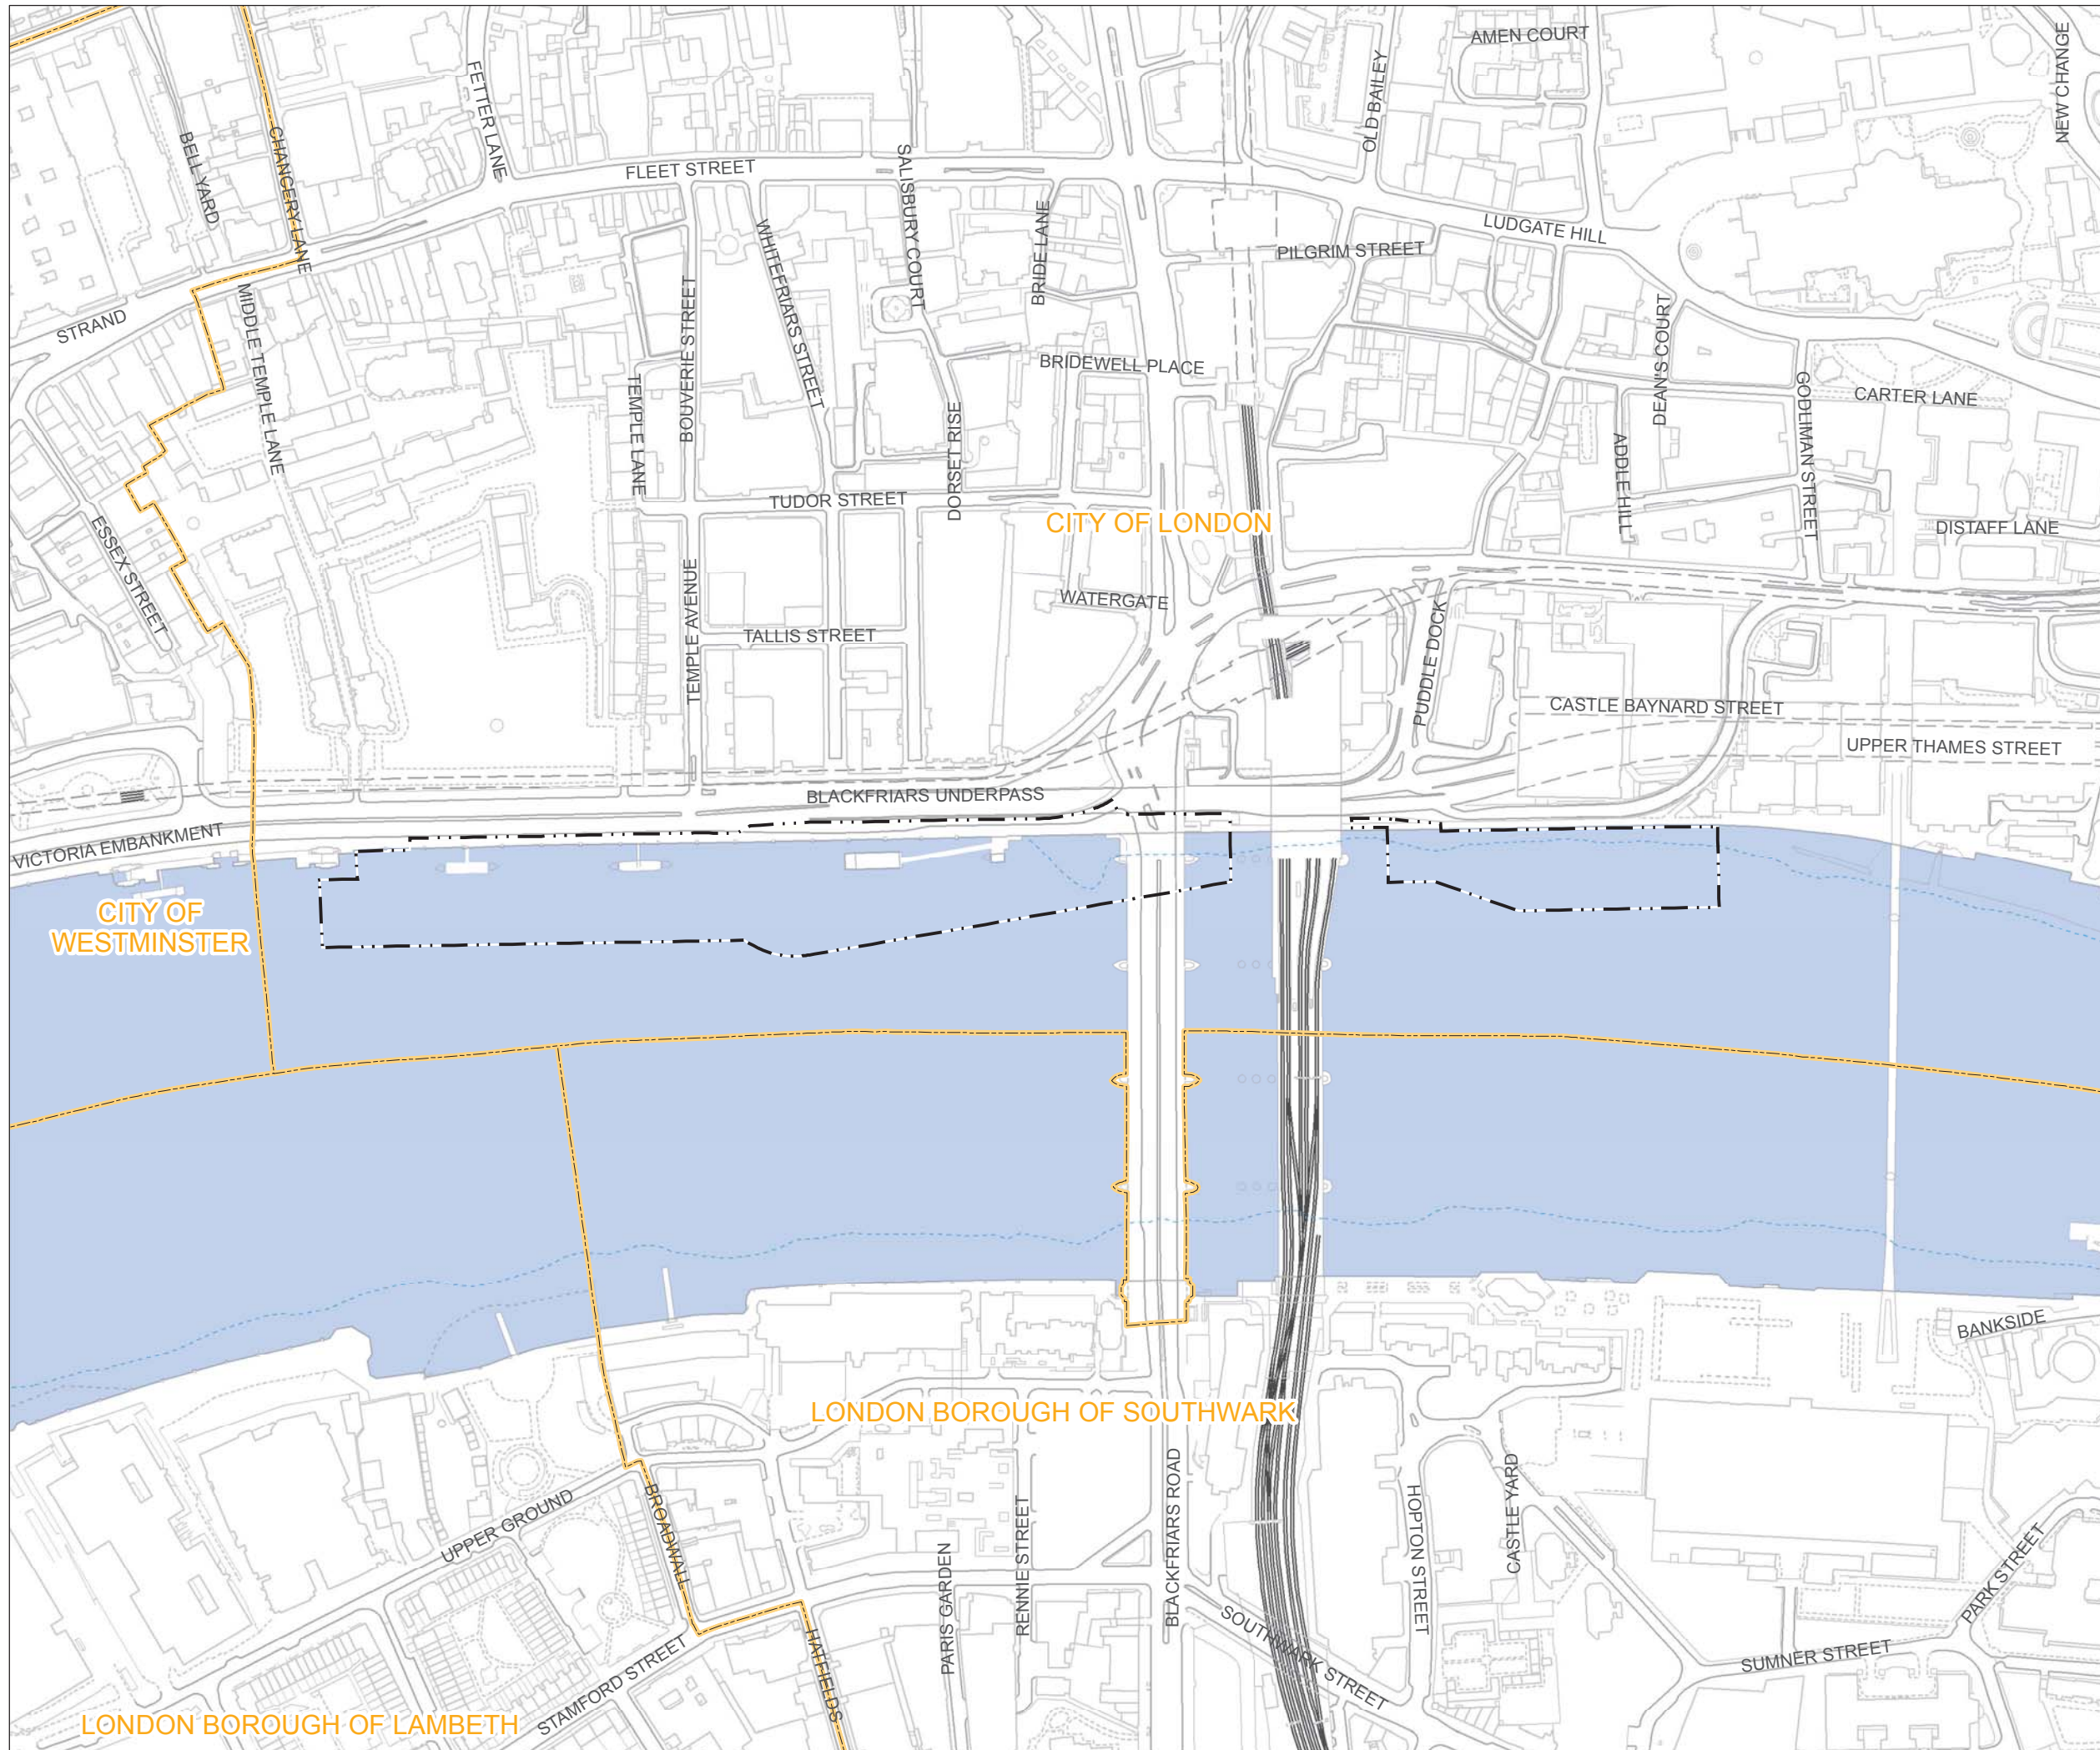 AMEN COURT
NEW CHANGE
OLD BAILEY
FETTER LANE
BELL YARD
CHANCERY LANE
FLEET STREET
SALISBURY COURT
BRIDE LANE
WHITEFRIARS STREET
LUDGATE HILL
PILGRIM STREET
STRAND
MIDDLE TEMPLE LANE
BOUVERIE STREET
TEMPLE LANE
BRIDEWELL PLACE
DEAN'S COURT
GODLIMAN STREET
CARTER LANE
DORSET RISE
ADDLE HILL
TUDOR STREET
CITY OF LONDON
DISTAFF LANE
ESSEX STREET
TEMPLE AVENUE
WATERGATE
TALLIS STREET
PUDDLE DOCK
CASTLE BAYNARD STREET
UPPER THAMES STREET
BLACKFRIARS UNDERPASS
VICTORIA EMBANKMENT
CITY OF
WESTMINSTER
BANKSIDE
LONDON BOROUGH OF SOUTHWARK
BLACKFRIARS ROAD
UPPER GROUND
BROADWALL
RENNIE STREET
PARIS GARDEN
HOPTON STREET
CASTLE YARD
PARK STREET
SOUTHWARK STREET
SUMNER STREET
STAMFORD STREET
HATFIELDS
LONDON BOROUGH OF LAMBETH